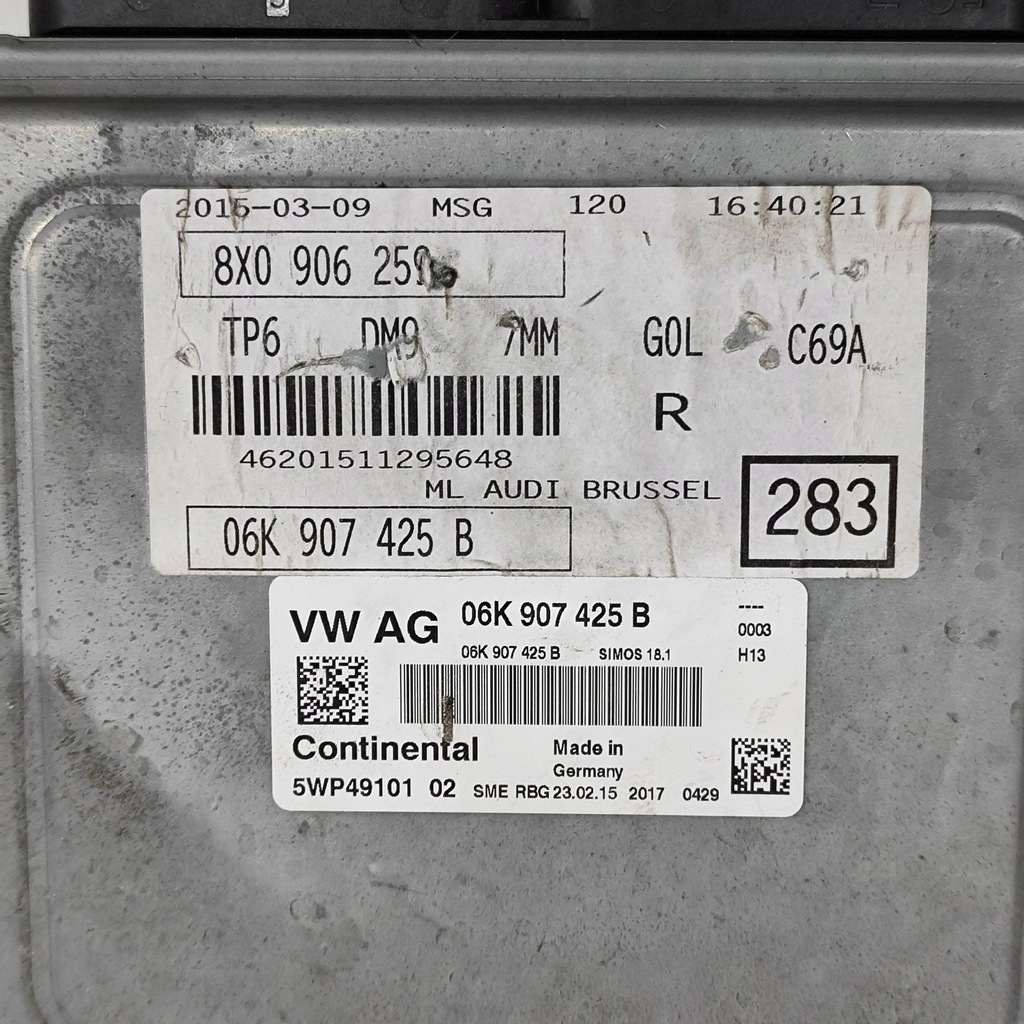 2015-03-09 MSG 120 16:40:21
8X0 906 259
TP6 DM9 7MM G0L C69A
R
46201511295648
ML AUDI BRUSSEL
283
06K 907 425 B
VW AG 06K 907 425 B ----
0003
06K 907 425 B SIMOS 18.1 H13
Continental Made in
Germany
5WP49101 02 SME RBG 23.02.15 2017 0429